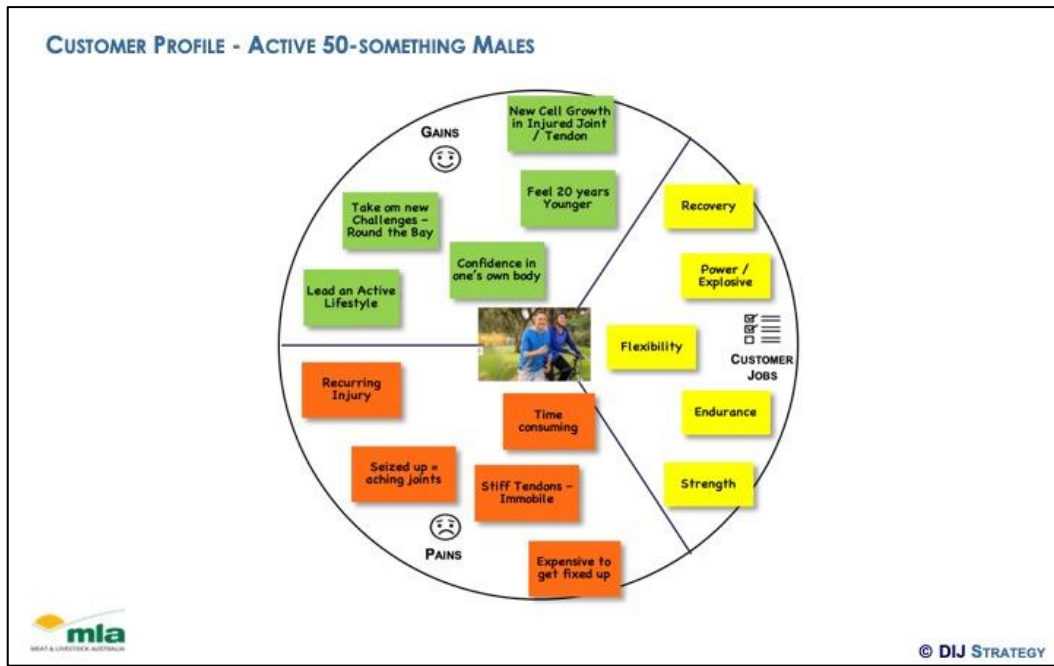 CUSTOMER PROFILE - ACTIVE 50-SOMETHING MALES
GAINS
New Cell Growth
in Injured Joint
/ Tendon
Feel 20 years
Younger
Take om new
Challenges –
Round the Bay
Confidence in
one's own body
Lead an Active
Lifestyle
Recovery
Power /
Explosive
Flexibility
CUSTOMER
JOBS
Endurance
Strength
Recurring
Injury
Time
consuming
Seized up =
aching joints
Stiff Tendons –
Immobile
PAINS
Expensive to
get fixed up
mla
MEAT & LIVESTOCK AUSTRALIA
© DIJ STRATEGY